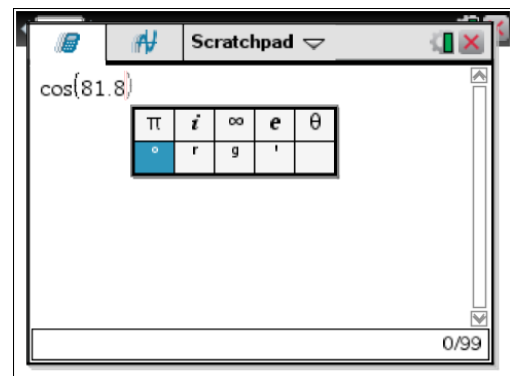 Scratchpad
cos(81.8)
π i ∞ e θ
° r g '
0/99